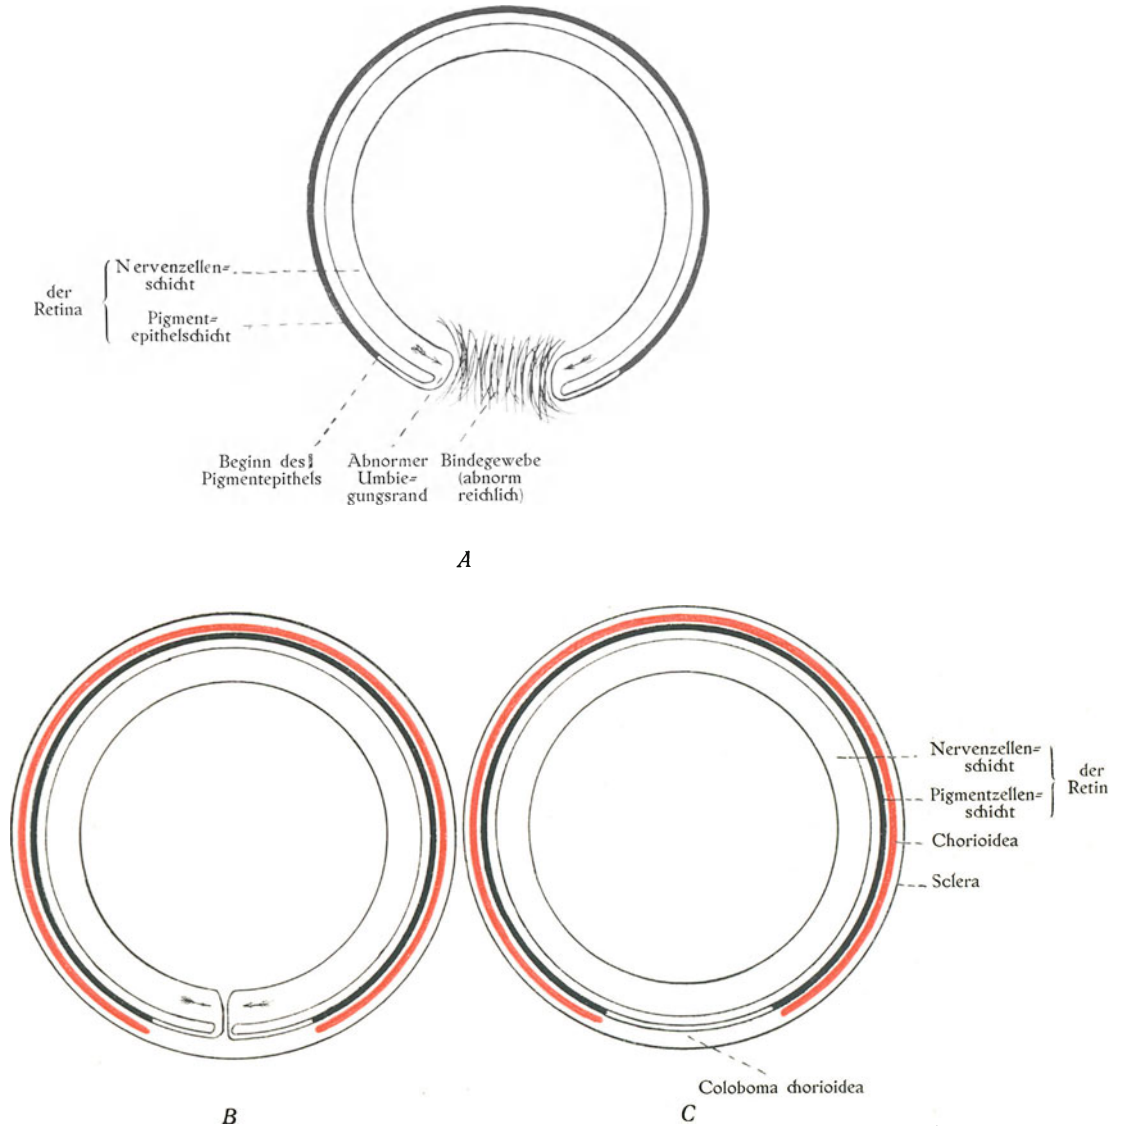 der
Retina
Nervenzellen=
schicht
Pigment=
epithelschicht
Beginn des
Pigmentepithels
Abnormer
Umbie=
gungsrand
Bindegewebe
(abnorm
reichlich)
A
Nervenzellen=
schicht
Pigmentzellen=
schicht
der
Retin
Chorioidea
Sclera
Coloboma chorioidea
B
C